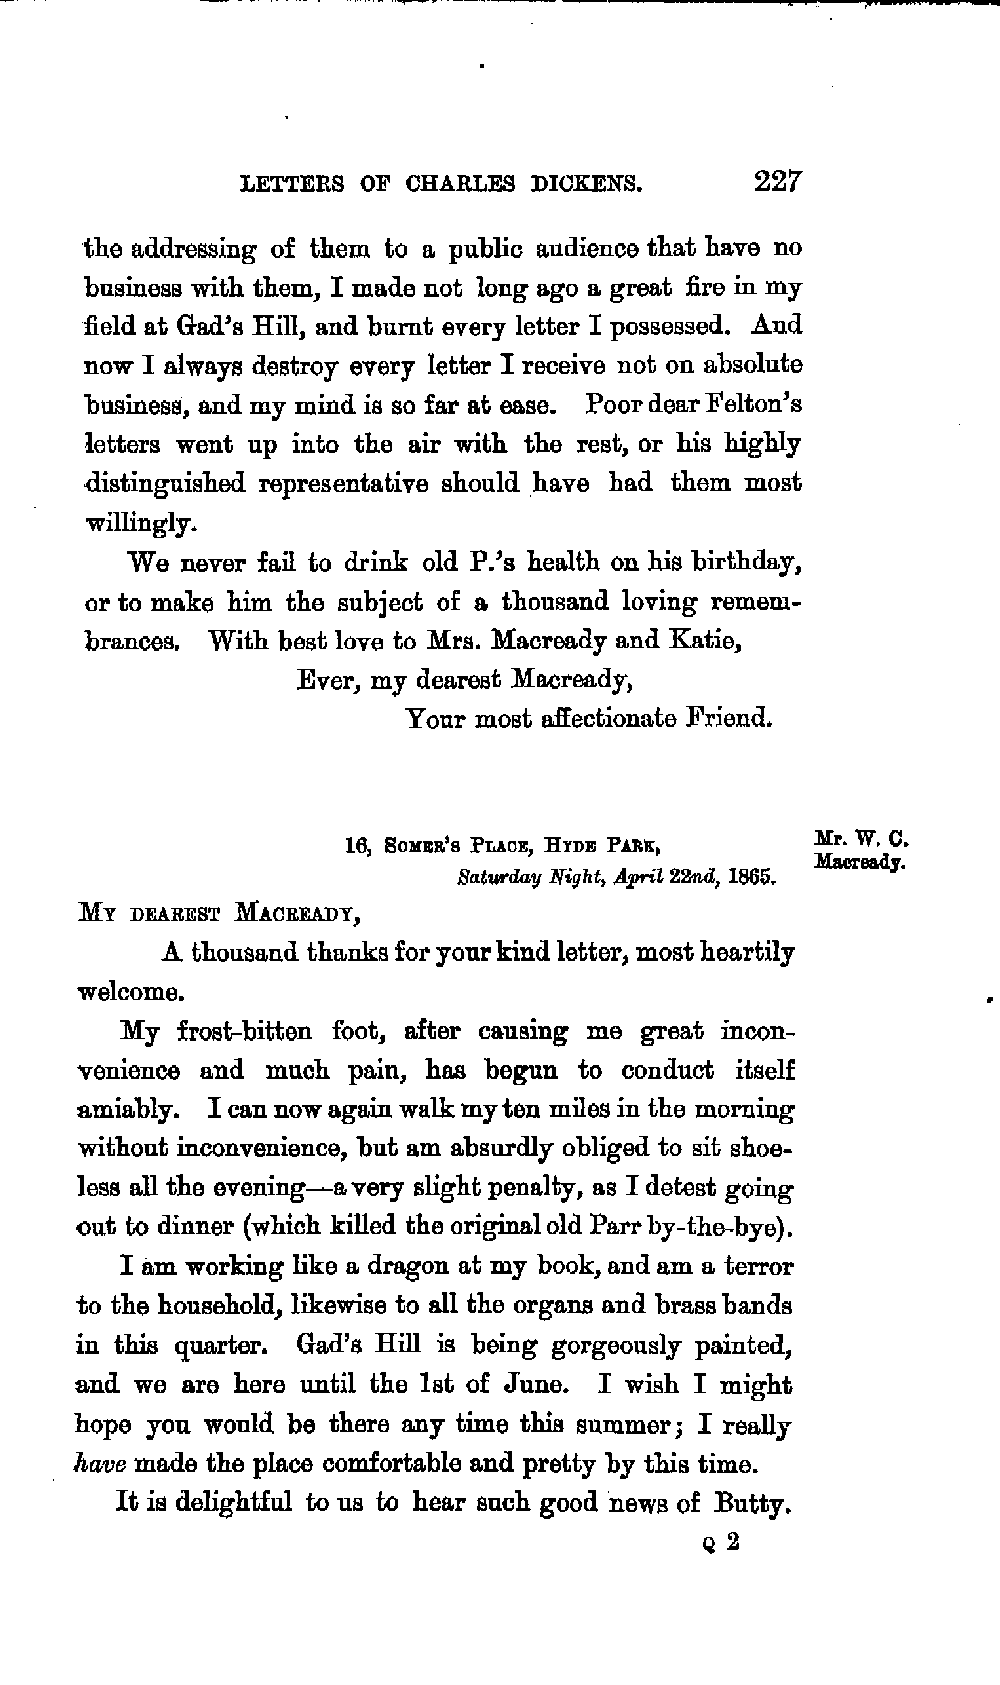 LETTERS OF CHARLES DICKENS. 227
the addressing of them to a public audience that have no
business with them, I made not long ago a great fire in my
field at Gad's Hill, and burnt every letter I possessed. And
now I always destroy every letter I receive not on absolute
business, and my mind is so far at ease. Poor dear Felton's
letters went up into the air with the rest, or his highly
distinguished representative should have had them most
willingly.
We never fail to drink old P.'s health on his birthday,
or to make him the subject of a thousand loving remem-
brances. With best love to Mrs. Macready and Katie,
Ever, my dearest Macready,
Your most affectionate Friend.
16, Somer's Place, Hyde Park,
Saturday Night, April 22nd, 1865.
Mr. W. C.
Macready.
My dearest Macready,
A thousand thanks for your kind letter, most heartily
welcome.
My frost-bitten foot, after causing me great incon-
venience and much pain, has begun to conduct itself
amiably. I can now again walk my ten miles in the morning
without inconvenience, but am absurdly obliged to sit shoe-
less all the evening—a very slight penalty, as I detest going
out to dinner (which killed the original old Parr by-the-bye).
I am working like a dragon at my book, and am a terror
to the household, likewise to all the organs and brass bands
in this quarter. Gad's Hill is being gorgeously painted,
and we are here until the 1st of June. I wish I might
hope you would be there any time this summer; I really
have made the place comfortable and pretty by this time.
It is delightful to us to hear such good news of Butty.
Q 2